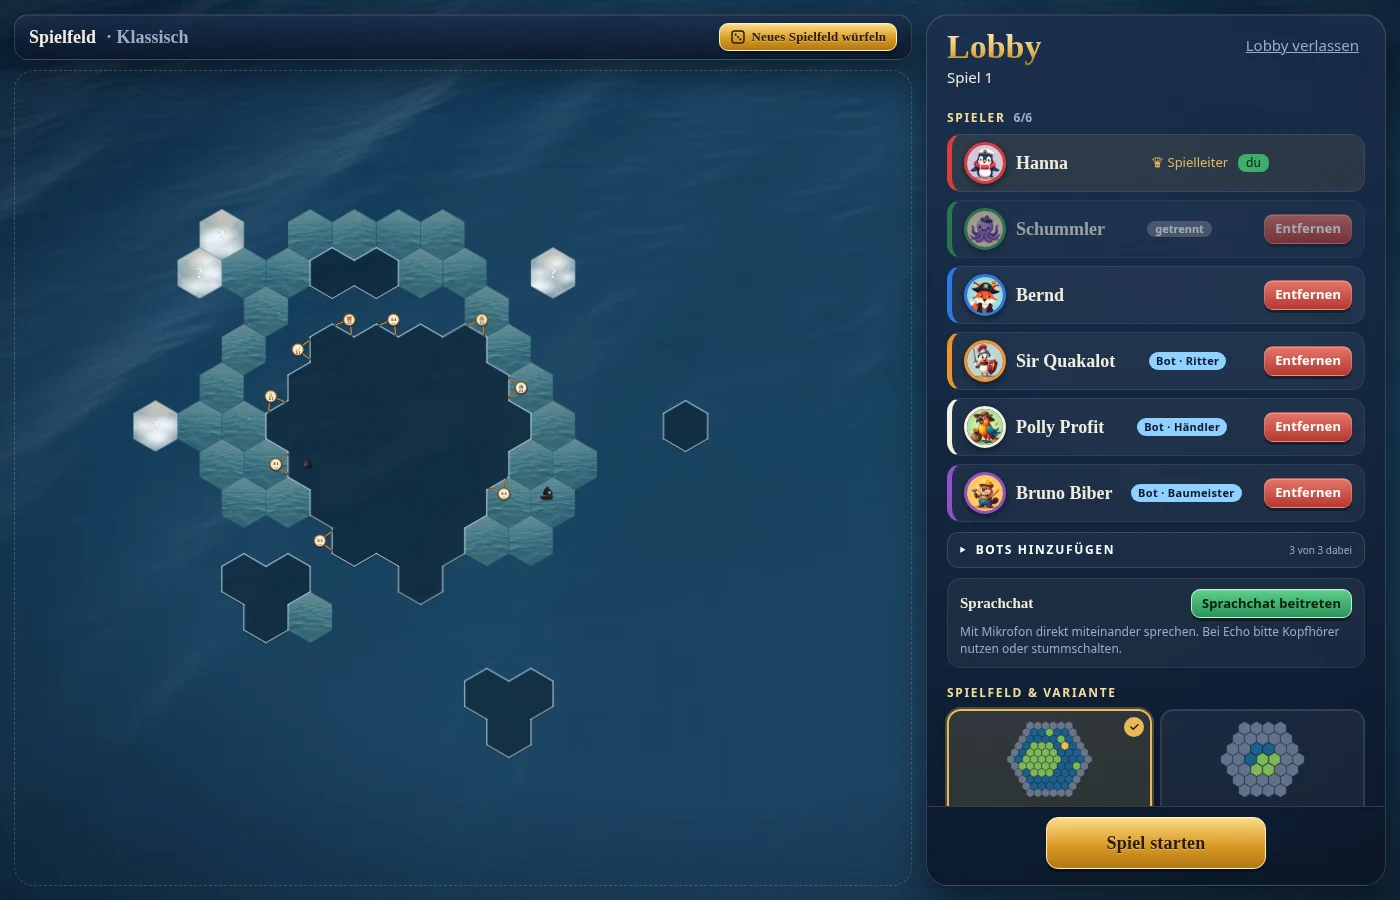 Spielfeld · Klassisch
Neues Spielfeld würfeln
?
?
?
?
Lobby
Lobby verlassen
Spiel 1
SPIELER 6/6
Hanna
♛ Spielleiter
du
Schummler
getrennt
Entfernen
Bernd
Entfernen
Sir Quakalot
Bot · Ritter
Entfernen
Polly Profit
Bot · Händler
Entfernen
Bruno Biber
Bot · Baumeister
Entfernen
BOTS HINZUFÜGEN
3 von 3 dabei
Sprachchat
Sprachchat beitreten
Mit Mikrofon direkt miteinander sprechen. Bei Echo bitte Kopfhörer
nutzen oder stummschalten.
SPIELFELD & VARIANTE
Spiel starten